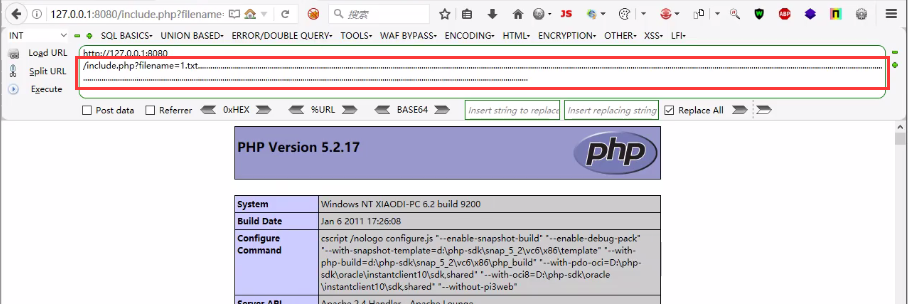 127.0.0.1:8080/include.php?filename=
搜索
JS
ABP
INT
SQL BASICS UNION BASED ERROR/DOUBLE QUERY TOOLS WAF BYPASS ENCODING HTML ENCRYPTION OTHER XSS LFI
Load URL
http://127.0.0.1:8080
Split URL
/include.php?filename=1.txt
Execute
Post data Referrer 0xHEX %URL BASE64 Insert string to replace Insert replacing string Replace All
PHP Version 5.2.17
php
System Windows NT XIAODI-PC 6.2 build 9200
Build Date Jan 6 2011 17:26:08
Configure Command
cscript /nologo configure.js "--enable-snapshot-build" "--enable-debug-pack"
"--with-snapshot-template=d:\php-sdk\snap_5_2\vc6\x86\template" "--with-
php-build=d:\php-sdk\snap_5_2\vc6\x86\php_build" "--with-pdo-oci=D:\php-
sdk\oracle\instantclient10\sdk,shared" "--with-oci8=D:\php-sdk\oracle
\instantclient10\sdk,shared" "--without-pi3web"
Server API Apache 2.4 Handler - Apache Lounge